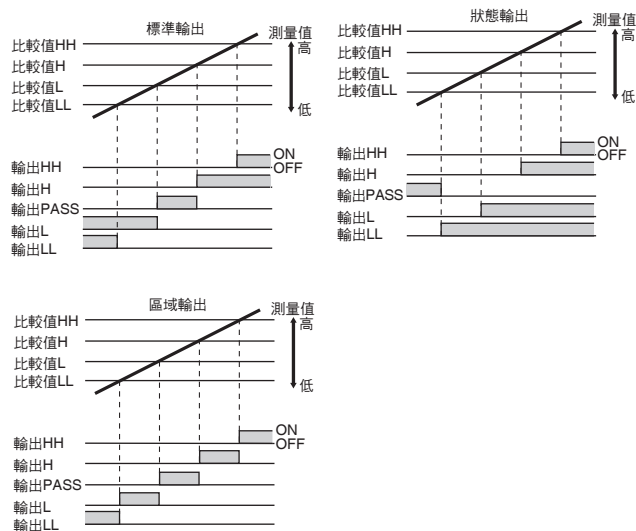 標準輸出
測量值
高
比較值HH
比較值H
比較值L
比較值LL
低
ON
OFF
輸出HH
輸出H
輸出PASS
輸出L
輸出LL
狀態輸出
測量值
高
比較值HH
比較值H
比較值L
比較值LL
低
ON
OFF
輸出HH
輸出H
輸出PASS
輸出L
輸出LL
區域輸出
測量值
高
比較值HH
比較值H
比較值L
比較值LL
低
ON
OFF
輸出HH
輸出H
輸出PASS
輸出L
輸出LL